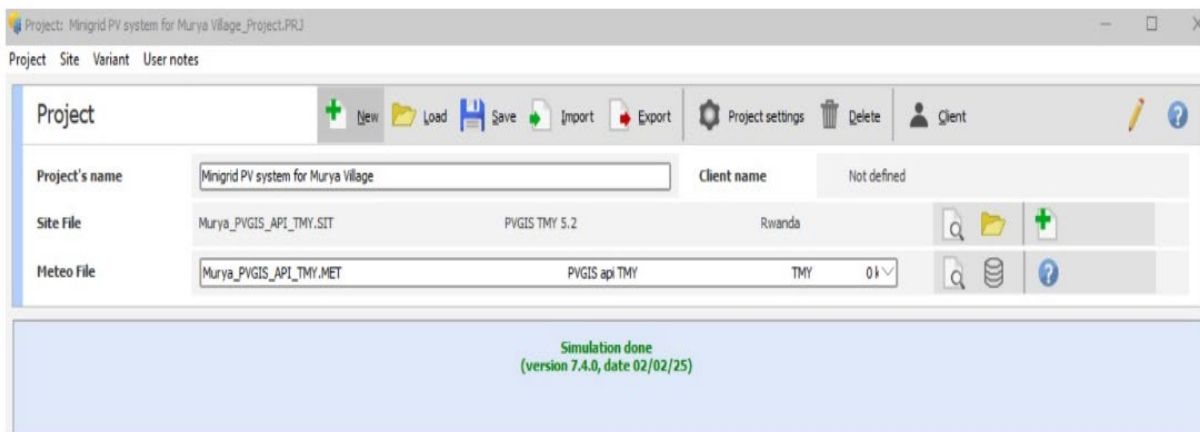 Project: Minigrid PV system for Murya Village_Project.PRJ
Project Site Variant User notes
Project New Load Save Import Export Project settings Delete Client
Project's name Minigrid PV system for Murya Village Client name Not defined
Site File Murya_PVGIS_API_TMY.SIT PVGIS TMY 5.2 Rwanda
Meteo File Murya_PVGIS_API_TMY.MET PVGIS api TMY TMY 0 k
Simulation done
(version 7.4.0, date 02/02/25)